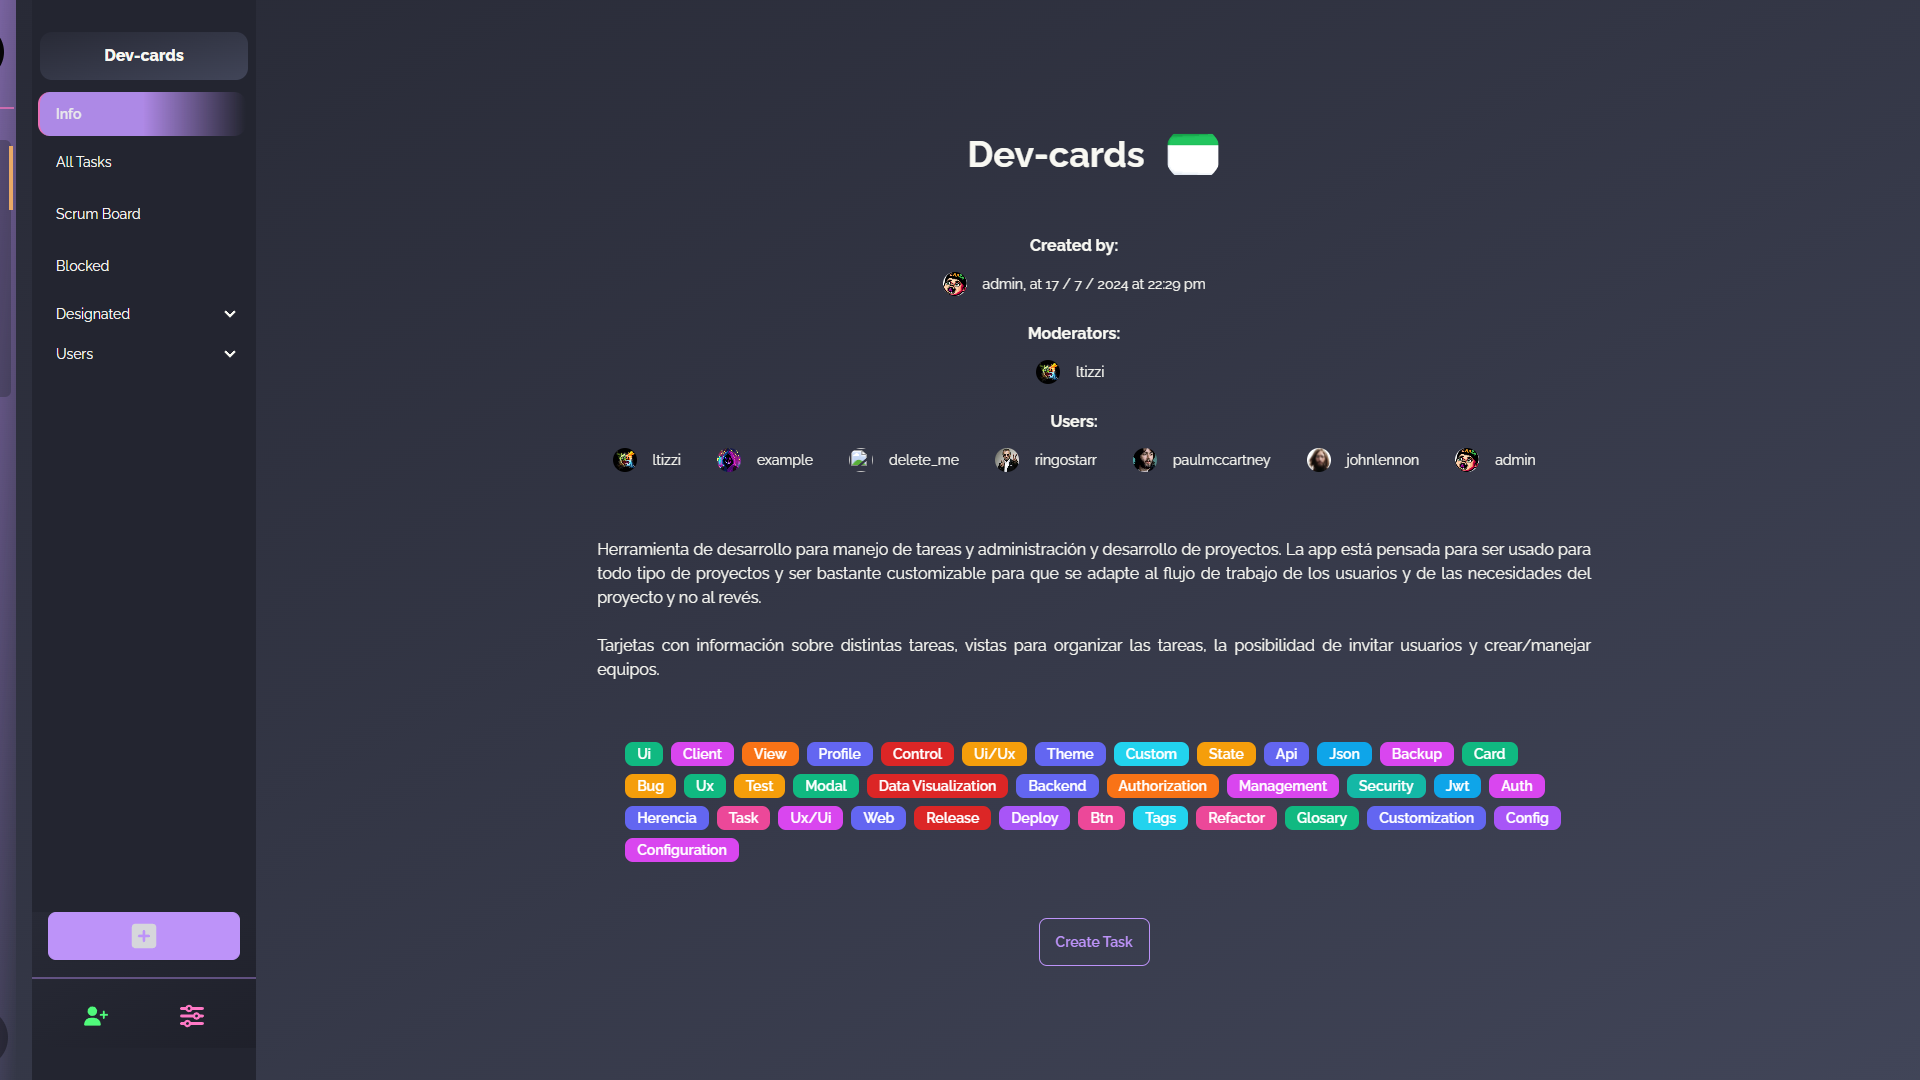 Dev-cards
Info
All Tasks
Scrum Board
Blocked
Designated
Users
Dev-cards
Created by:
admin, at 17 / 7 / 2024 at 22:29 pm
Moderators:
ltizzi
Users:
ltizzi example delete_me ringostarr paulmccartney johnlennon admin
Herramienta de desarrollo para manejo de tareas y administración y desarrollo de proyectos. La app está pensada para ser usado para
todo tipo de proyectos y ser bastante customizable para que se adapte al flujo de trabajo de los usuarios y de las necesidades del
proyecto y no al revés.
Tarjetas con información sobre distintas tareas, vistas para organizar las tareas, la posibilidad de invitar usuarios y crear/manejar
equipos.
Ui Client View Profile Control Ui/Ux Theme Custom State Api Json Backup Card
Bug Ux Test Modal Data Visualization Backend Authorization Management Security Jwt Auth
Herencia Task Ux/Ui Web Release Deploy Btn Tags Refactor Glosary Customization Config
Configuration
Create Task